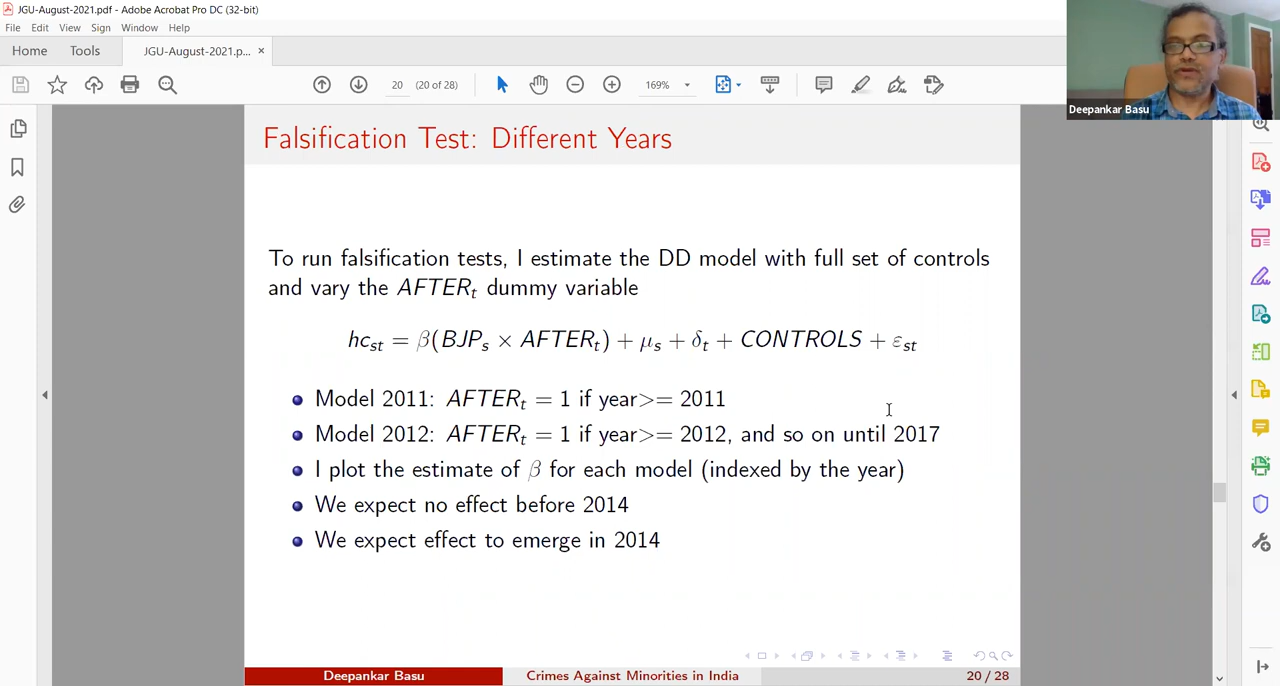 JGU-August-2021.pdf - Adobe Acrobat Pro DC (32-bit)
File Edit View Sign Window Help
Home Tools JGU-August-2021.p... ×
20 (20 of 28) 169%
Deepankar Basu
Falsification Test: Different Years
To run falsification tests, I estimate the DD model with full set of controls
and vary the AFTERₜ dummy variable
hcₛₜ = β(BJPₛ × AFTERₜ) + μₛ + δₜ + CONTROLS + εₛₜ
Model 2011: AFTERₜ = 1 if year>= 2011
Model 2012: AFTERₜ = 1 if year>= 2012, and so on until 2017
I plot the estimate of β for each model (indexed by the year)
We expect no effect before 2014
We expect effect to emerge in 2014
Deepankar Basu Crimes Against Minorities in India 20 / 28